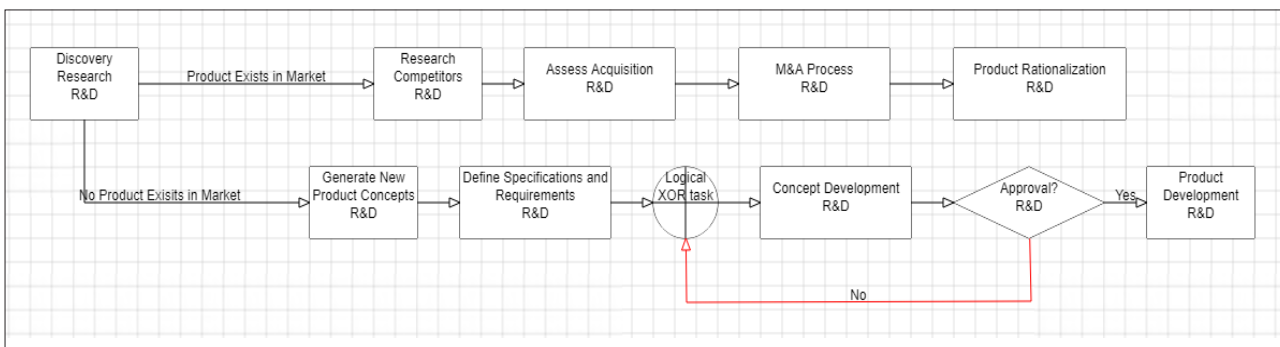 Discovery
Research
R&D
Product Exists in Market
Research
Competitors
R&D
Assess Acquisition
R&D
M&A Process
R&D
Product Rationalization
R&D
No Product Exisits in Market
Generate New
Product Concepts
R&D
Define Specifications and
Requirements
R&D
Logical
XOR task
Concept Development
R&D
Approval?
R&D
Yes
Product
Development
R&D
No